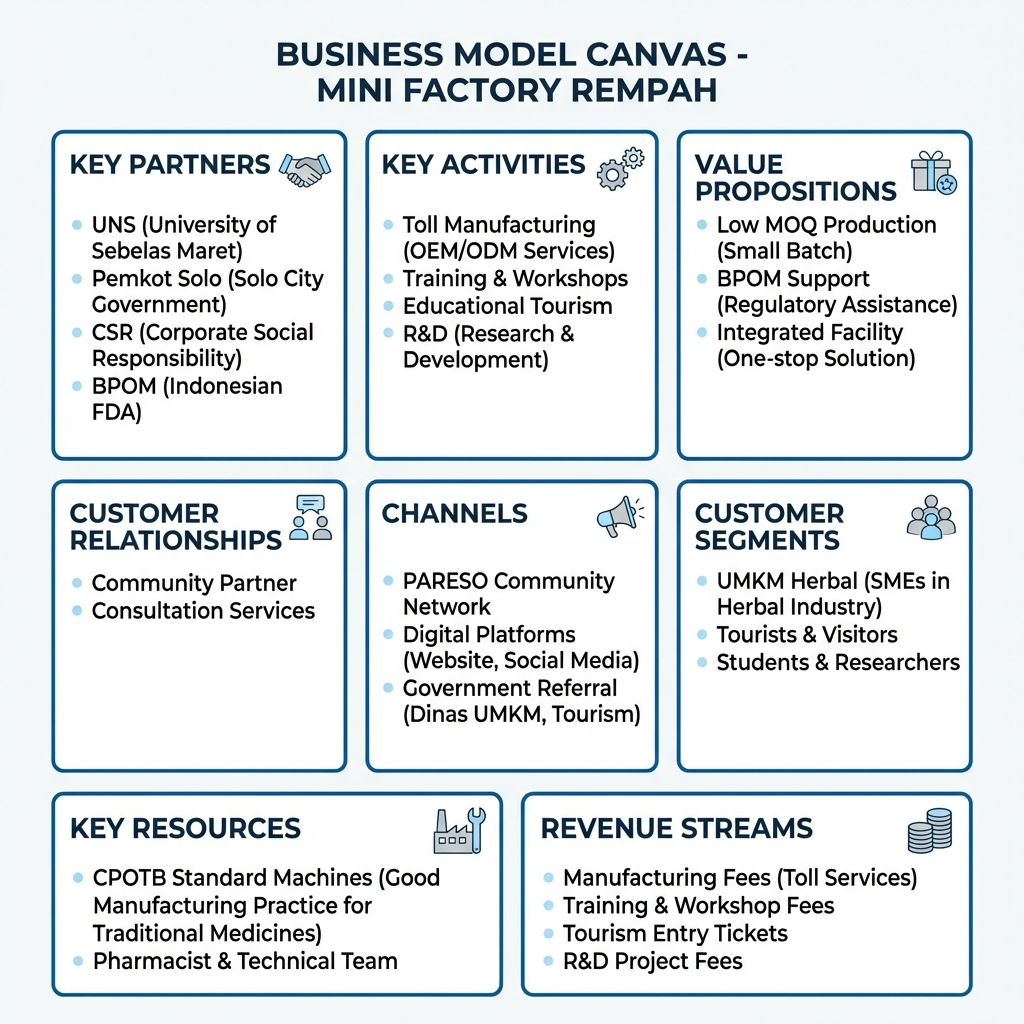 BUSINESS MODEL CANVAS -
MINI FACTORY REMPAH
KEY PARTNERS
UNS (University of
Sebelas Maret)
Pemkot Solo (Solo City
Government)
CSR (Corporate Social
Responsibility)
BPOM (Indonesian
FDA)
KEY ACTIVITIES
Toll Manufacturing
(OEM/ODM Services)
Training & Workshops
Educational Tourism
R&D (Research &
Development)
VALUE
PROPOSITIONS
Low MOQ Production
(Small Batch)
BPOM Support
(Regulatory Assistance)
Integrated Facility
(One-stop Solution)
CUSTOMER
RELATIONSHIPS
Community Partner
Consultation Services
CHANNELS
PARESO Community
Network
Digital Platforms
(Website, Social Media)
Government Referral
(Dinas UMKM, Tourism)
CUSTOMER
SEGMENTS
UMKM Herbal (SMEs in
Herbal Industry)
Tourists & Visitors
Students & Researchers
KEY RESOURCES
CPOTB Standard Machines (Good
Manufacturing Practice for
Traditional Medicines)
Pharmacist & Technical Team
REVENUE STREAMS
Manufacturing Fees (Toll Services)
Training & Workshop Fees
Tourism Entry Tickets
R&D Project Fees